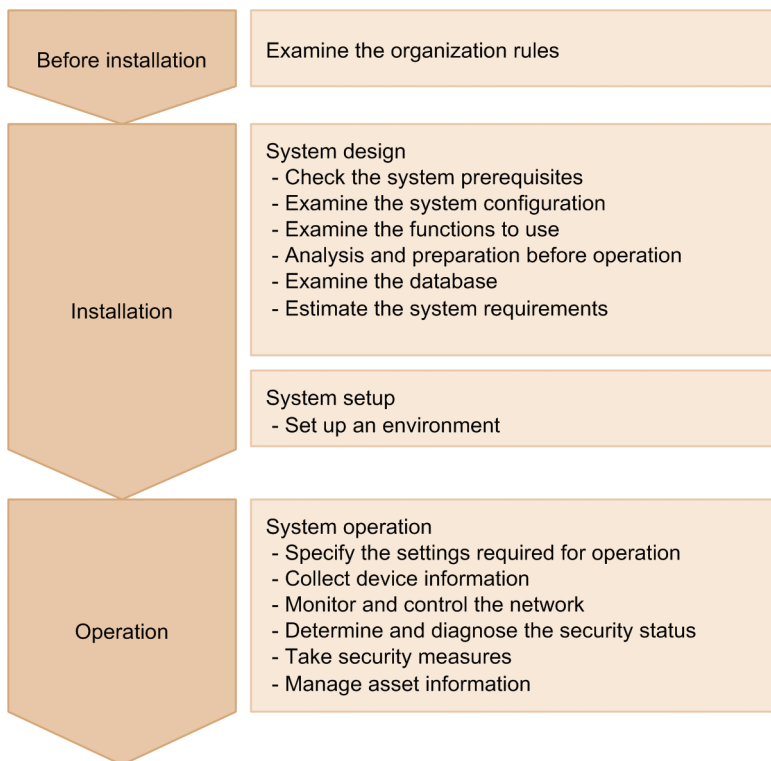 Before installation
Examine the organization rules
Installation
System design
- Check the system prerequisites
- Examine the system configuration
- Examine the functions to use
- Analysis and preparation before operation
- Examine the database
- Estimate the system requirements
System setup
- Set up an environment
Operation
System operation
- Specify the settings required for operation
- Collect device information
- Monitor and control the network
- Determine and diagnose the security status
- Take security measures
- Manage asset information